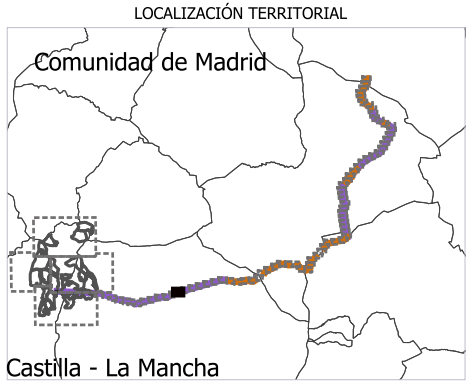 LOCALIZACIÓN TERRITORIAL
Comunidad de Madrid
Castilla - La Mancha